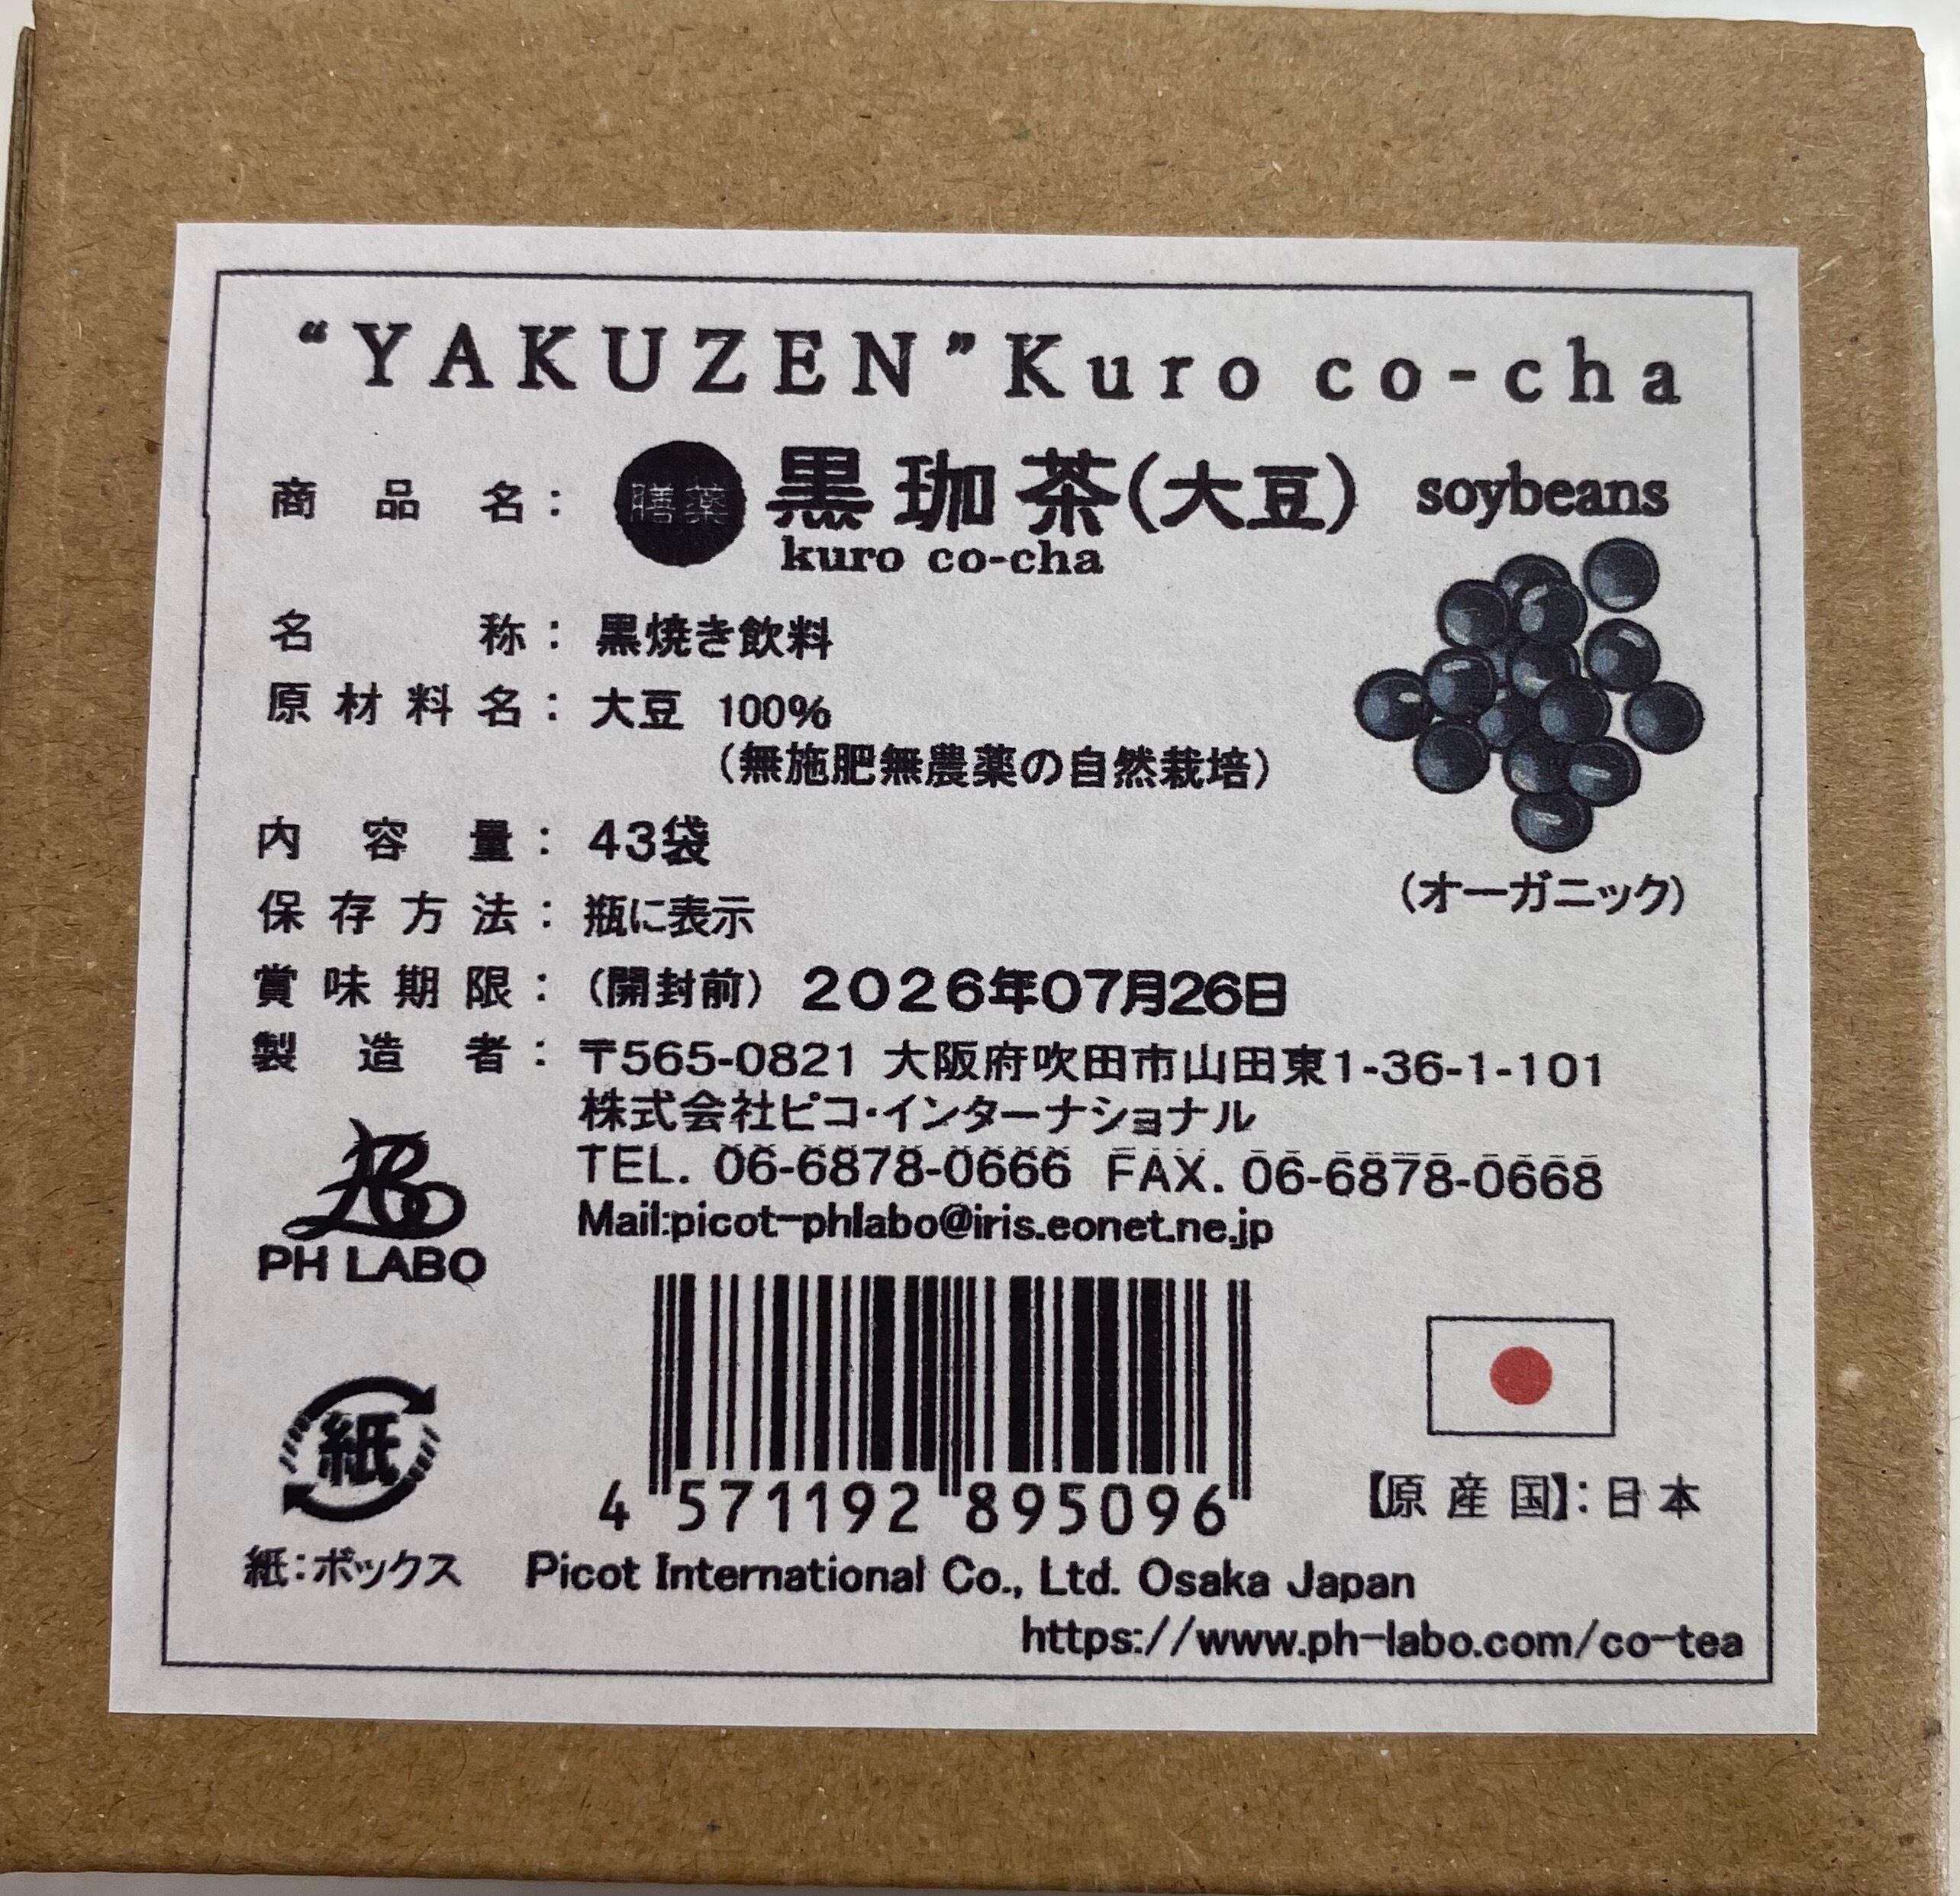 “YAKUZEN”Kuro co-cha
商品名： 膳薬 黒珈茶(大豆) soybeans
kuro co-cha
名称：黒焼き飲料
原材料名：大豆 100%
（無施肥無農薬の自然栽培）
内容量：43袋
(オーガニック)
保存方法：瓶に表示
賞味期限：（開封前） 2026年07月26日
製造者：〒565-0821 大阪府吹田市山田東1-36-1-101
株式会社ピコ・インターナショナル
TEL. 06-6878-0666 FAX. 06-6878-0668
Mail:picot-phlabo@iris.eonet.ne.jp
PH LABO
紙
4 571192 895096
【原産国】：日本
紙：ボックス
Picot International Co., Ltd. Osaka Japan
https://www.ph-labo.com/co-tea